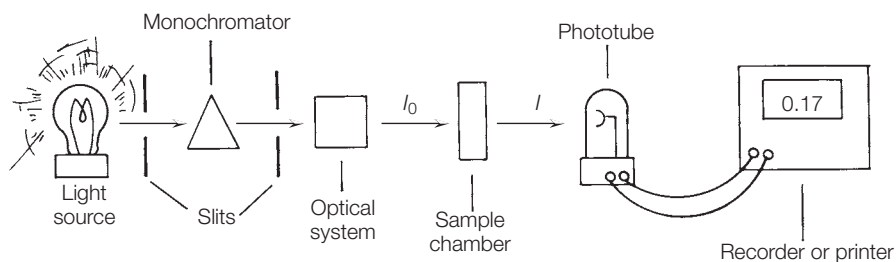 Monochromator
Phototube
I₀
I
0.17
Light
source
Slits
Optical
system
Sample
chamber
Recorder or printer